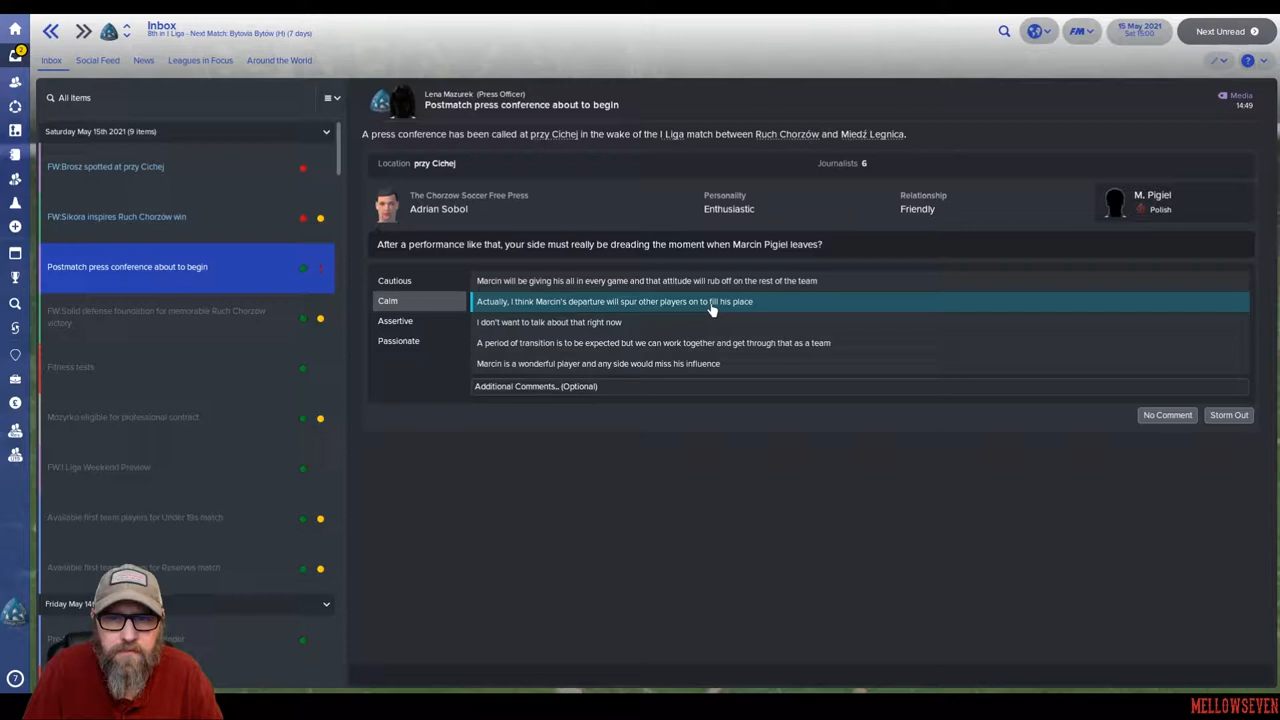 Inbox
8th in I Liga - Next Match: Bytovia Bytów (H) (7 days)
2
FM
15 May 2021
Sat 15:00
Next Unread
Inbox
Social Feed
News
Leagues in Focus
Around the World
?
All Items
Saturday May 15th 2021 (9 items)
FW:Brosz spotted at przy Cichej
FW:Sikora inspires Ruch Chorzów win
Postmatch press conference about to begin
FW:Solid defense foundation for memorable Ruch Chorzów
victory
Fitness tests
Mozyrko eligible for professional contract
FW:I Liga Weekend Preview
Available first team players for Under 19s match
Available first team players for Reserves match
Friday May 14th
Lena Mazurek (Press Officer)
Postmatch press conference about to begin
Media
14:49
A press conference has been called at przy Cichej in the wake of the I Liga match between Ruch Chorzów and Miedź Legnica.
Location przy Cichej
Journalists 6
The Chorzow Soccer Free Press
Adrian Sobol
Personality
Enthusiastic
Relationship
Friendly
M. Pigiel
Polish
After a performance like that, your side must really be dreading the moment when Marcin Pigiel leaves?
Cautious
Calm
Assertive
Passionate
Marcin will be giving his all in every game and that attitude will rub off on the rest of the team
Actually, I think Marcin's departure will spur other players on to fill his place
I don't want to talk about that right now
A period of transition is to be expected but we can work together and get through that as a team
Marcin is a wonderful player and any side would miss his influence
Additional Comments... (Optional)
No Comment
Storm Out
7
MELLOWSEVEN